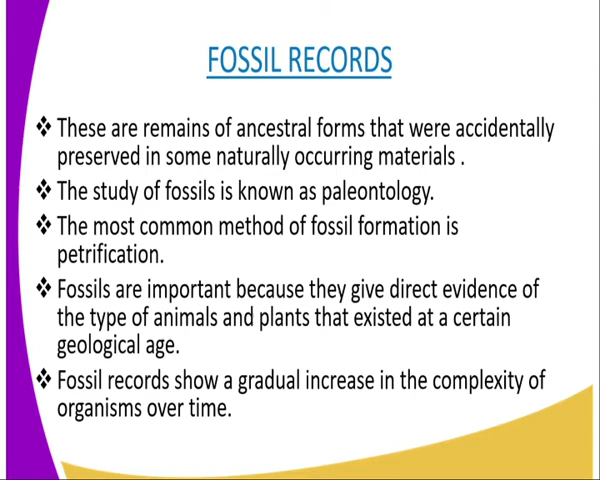 FOSSIL RECORDS
❖ These are remains of ancestral forms that were accidentally
preserved in some naturally occurring materials .
❖ The study of fossils is known as paleontology.
❖ The most common method of fossil formation is
petrification.
❖ Fossils are important because they give direct evidence of
the type of animals and plants that existed at a certain
geological age.
❖ Fossil records show a gradual increase in the complexity of
organisms over time.